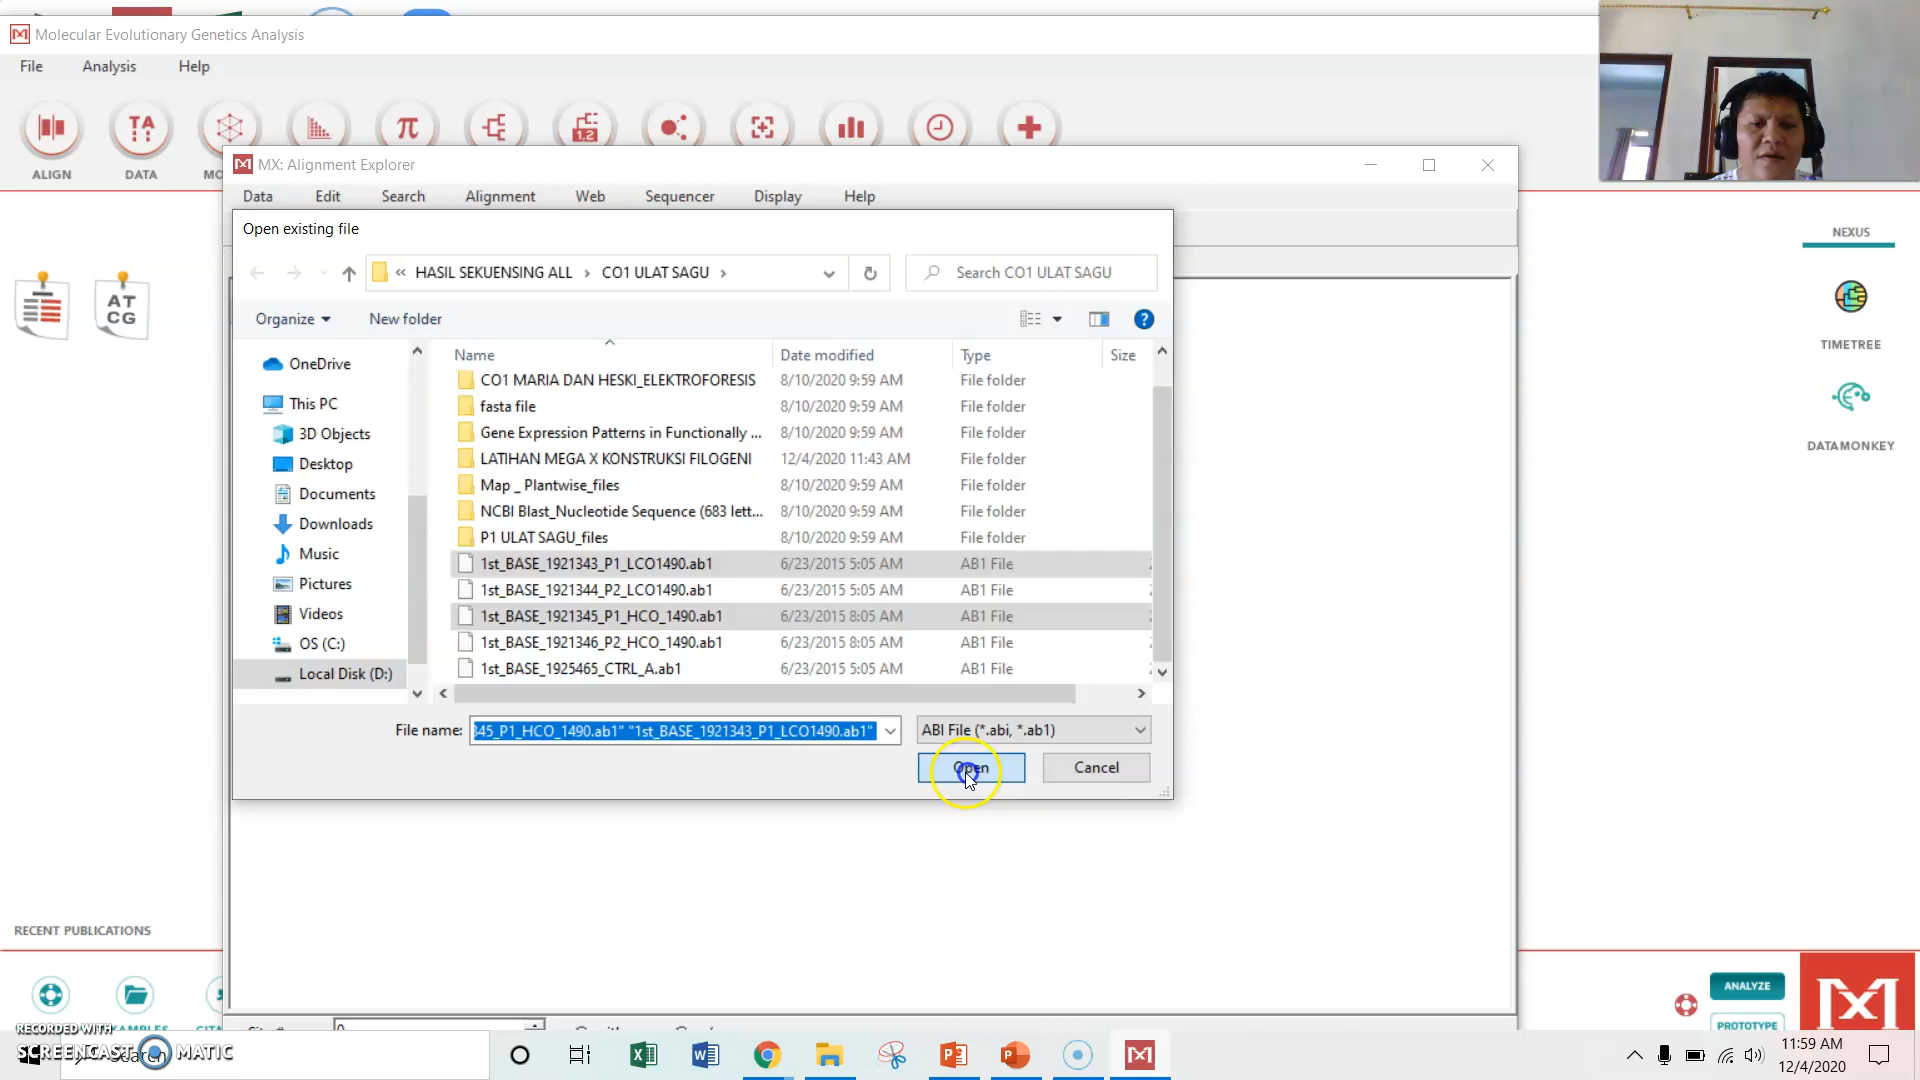 Molecular Evolutionary Genetics Analysis
File Analysis Help
TA
π
1.2
ALIGN DATA
MX: Alignment Explorer
Data Edit Search Alignment Web Sequencer Display Help
Open existing file
« HASIL SEKUENSING ALL › CO1 ULAT SAGU ›
Search CO1 ULAT SAGU
Organize New folder
OneDrive
This PC
3D Objects
Desktop
Documents
Downloads
Music
Pictures
Videos
OS (C:)
Local Disk (D:)
Name Date modified Type Size
CO1 MARIA DAN HESKI_ELEKTROFORESIS 8/10/2020 9:59 AM File folder
fasta file 8/10/2020 9:59 AM File folder
Gene Expression Patterns in Functionally ... 8/10/2020 9:59 AM File folder
LATIHAN MEGA X KONSTRUKSI FILOGENI 12/4/2020 11:43 AM File folder
Map _ Plantwise_files 8/10/2020 9:59 AM File folder
NCBI Blast_Nucleotide Sequence (683 lett... 8/10/2020 9:59 AM File folder
P1 ULAT SAGU_files 8/10/2020 9:59 AM File folder
1st_BASE_1921343_P1_LCO1490.ab1 6/23/2015 5:05 AM AB1 File
1st_BASE_1921344_P2_LCO1490.ab1 6/23/2015 5:05 AM AB1 File
1st_BASE_1921345_P1_HCO_1490.ab1 6/23/2015 8:05 AM AB1 File
1st_BASE_1921346_P2_HCO_1490.ab1 6/23/2015 8:05 AM AB1 File
1st_BASE_1925465_CTRL_A.ab1 6/23/2015 5:05 AM AB1 File
File name: 345_P1_HCO_1490.ab1" "1st_BASE_1921343_P1_LCO1490.ab1" ABI File (*.abi, *.ab1)
Open Cancel
AT
CG
NEXUS
TIMETREE
DATAMONKEY
RECENT PUBLICATIONS
ANALYZE
PROTOTYPE
RECORDED WITH
SCREENCAST MATIC
Search
11:59 AM
12/4/2020